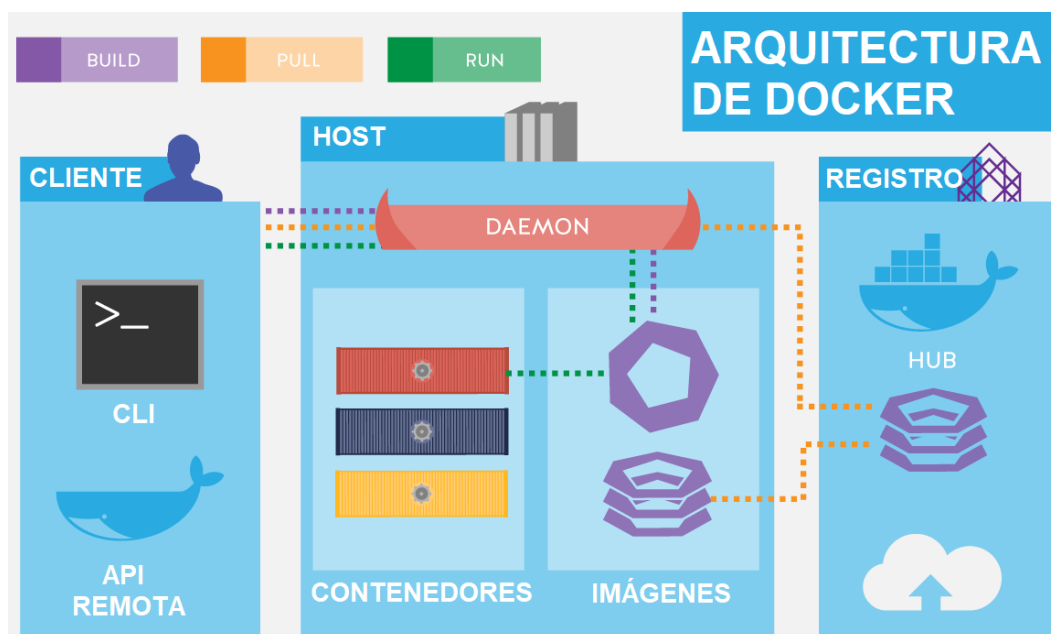 BUILD
PULL
RUN
ARQUITECTURA
DE DOCKER
CLIENTE
>_
CLI
API
REMOTA
HOST
DAEMON
CONTENEDORES
IMÁGENES
REGISTRO
HUB